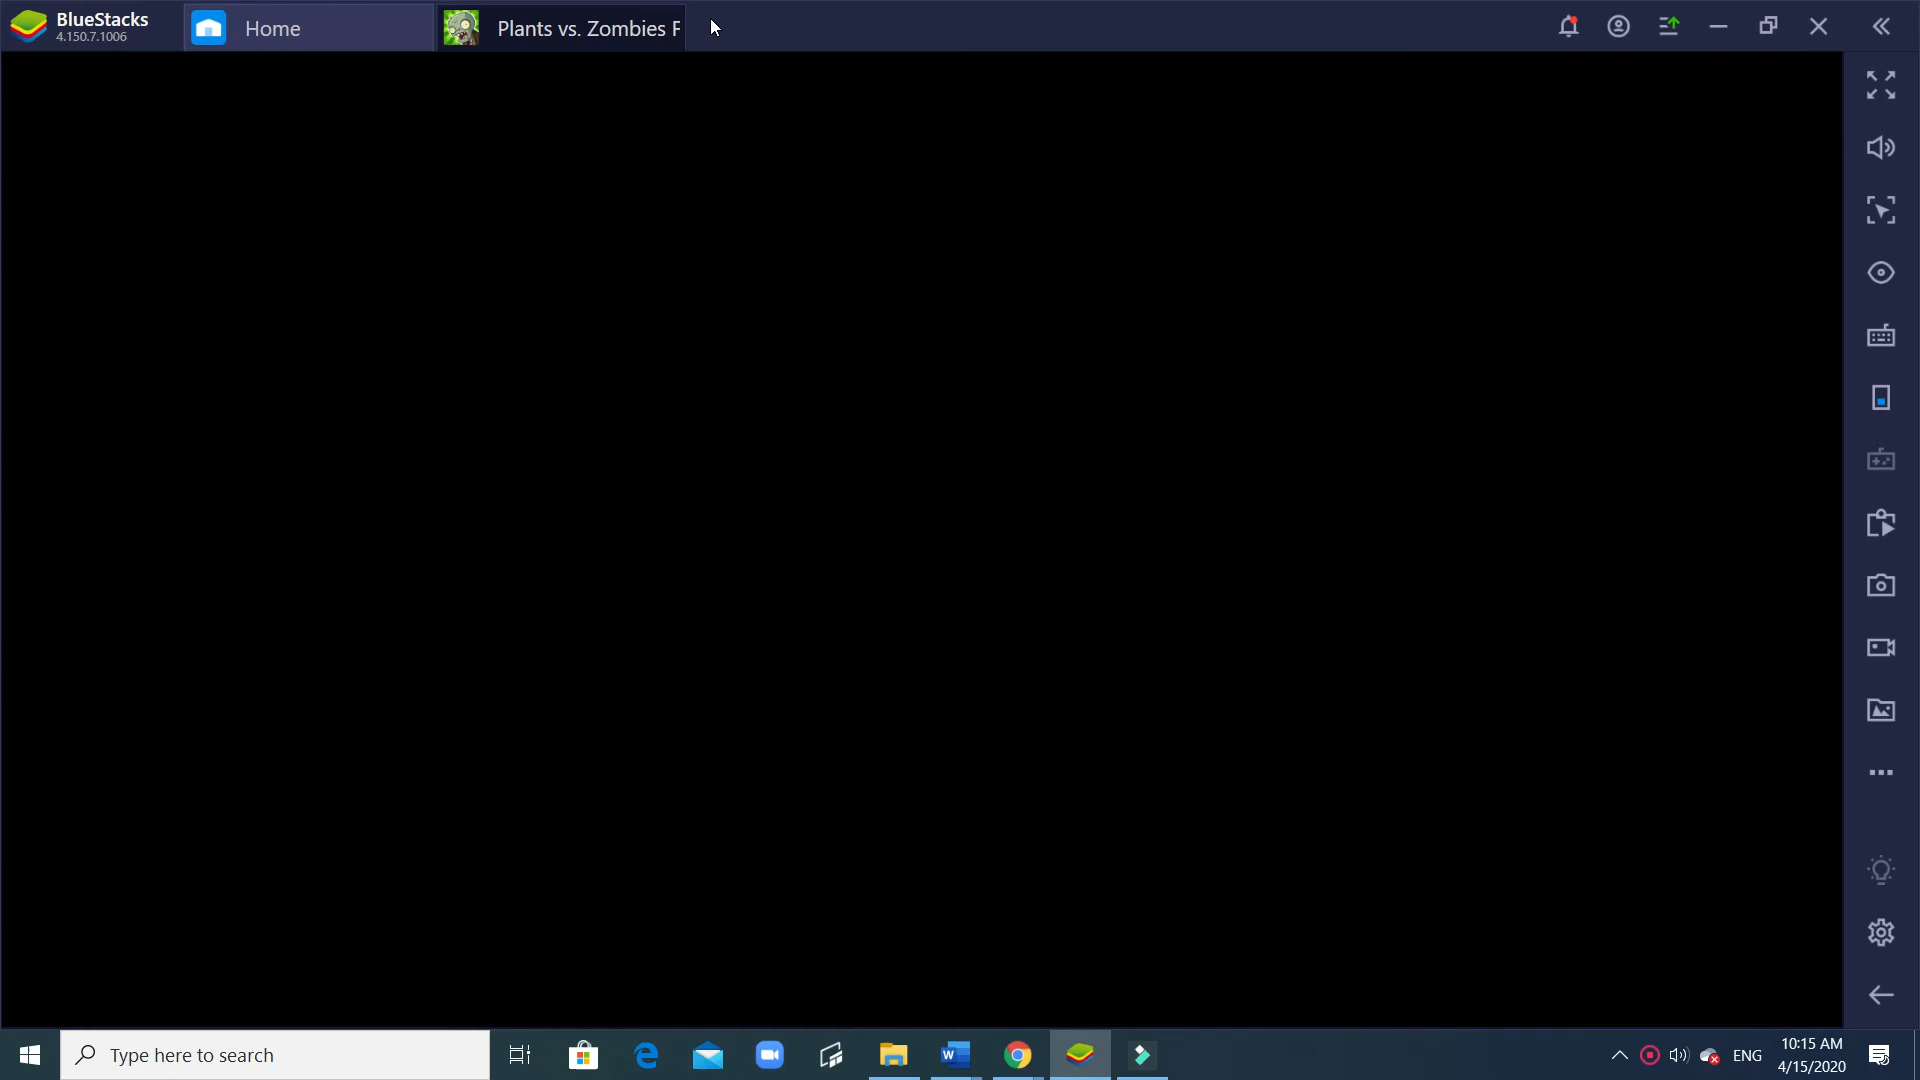 BlueStacks
4.150.7.1006
Home
Plants vs. Zombies F
Type here to search
ENG
10:15 AM
4/15/2020